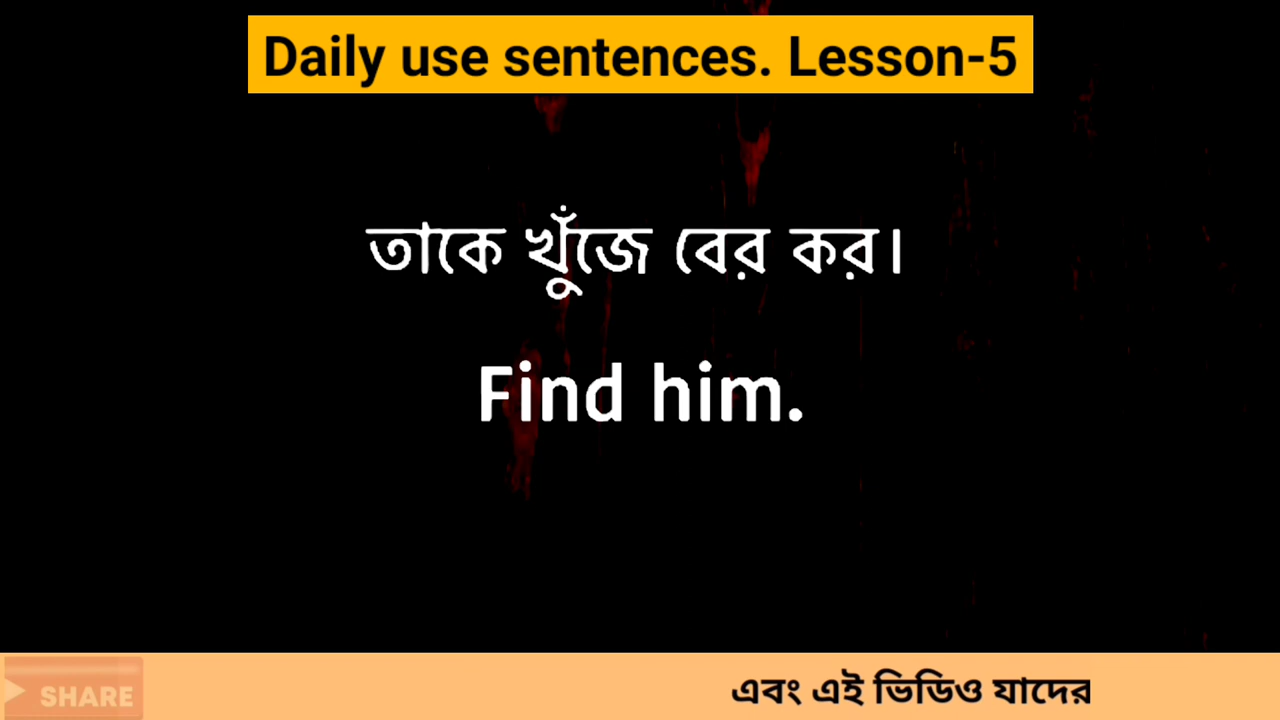 Daily use sentences. Lesson-5
তাকে খুঁজে বের কর।
Find him.
SHARE
এবং এই ভিডিও যাদের